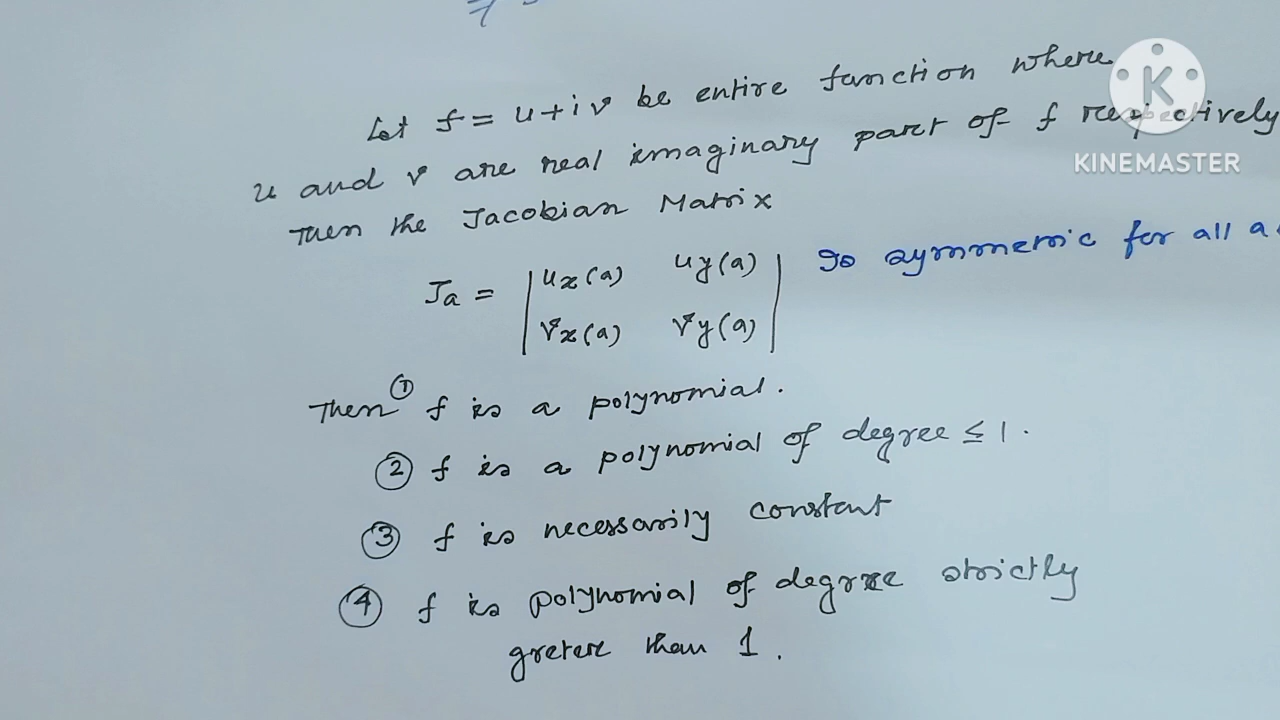 Let f = u + i v be entire function where
u and v are real imaginary part of f respectively
Then the Jacobian Matrix
Ja = | ux(a) uy(a) | Is symmetric for all a.
| vx(a) vy(a) |
Then ① f is a polynomial.
② f is a polynomial of degree ≤ 1.
③ f is necessarily constant
④ f is polynomial of degree strictly
greter than 1.
KINEMASTER